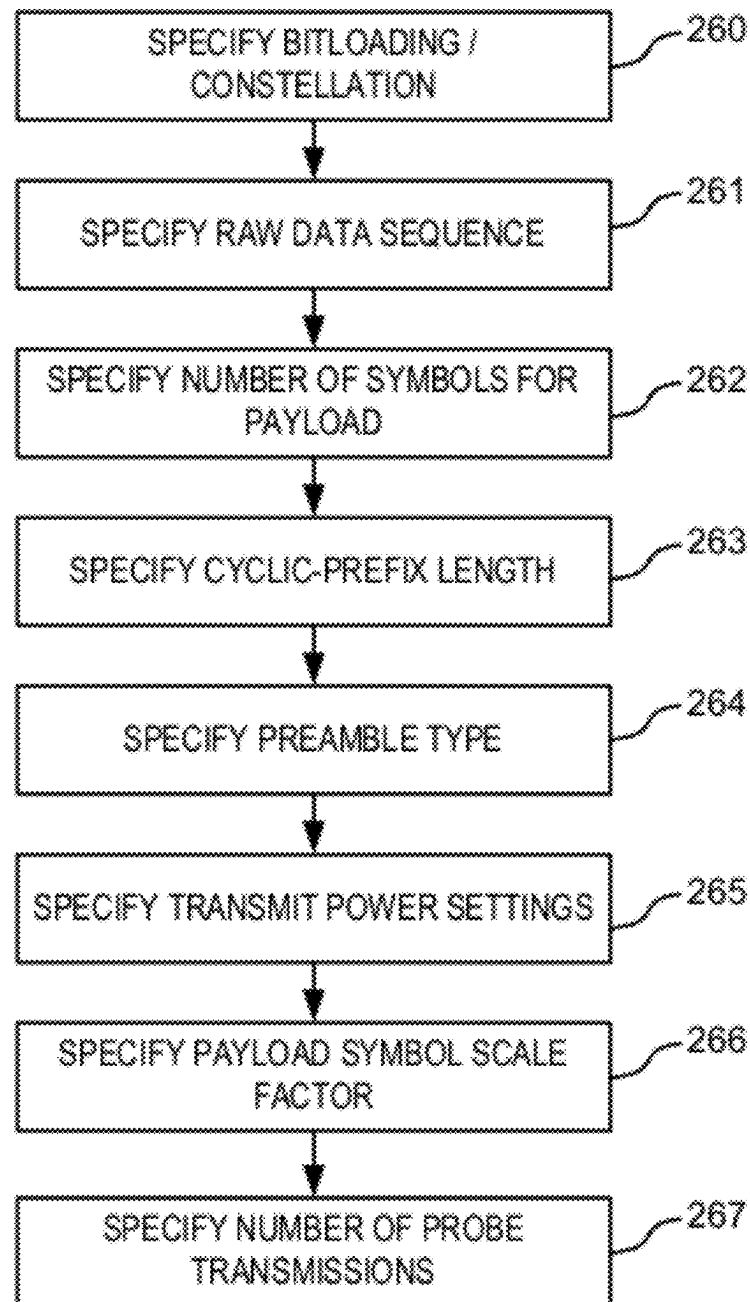 SPECIFY BITLOADING /
CONSTELLATION
260
SPECIFY RAW DATA SEQUENCE
261
SPECIFY NUMBER OF SYMBOLS FOR
PAYLOAD
262
SPECIFY CYCLIC-PREFIX LENGTH
263
SPECIFY PREAMBLE TYPE
264
SPECIFY TRANSMIT POWER SETTINGS
265
SPECIFY PAYLOAD SYMBOL SCALE
FACTOR
266
SPECIFY NUMBER OF PROBE
TRANSMISSIONS
267